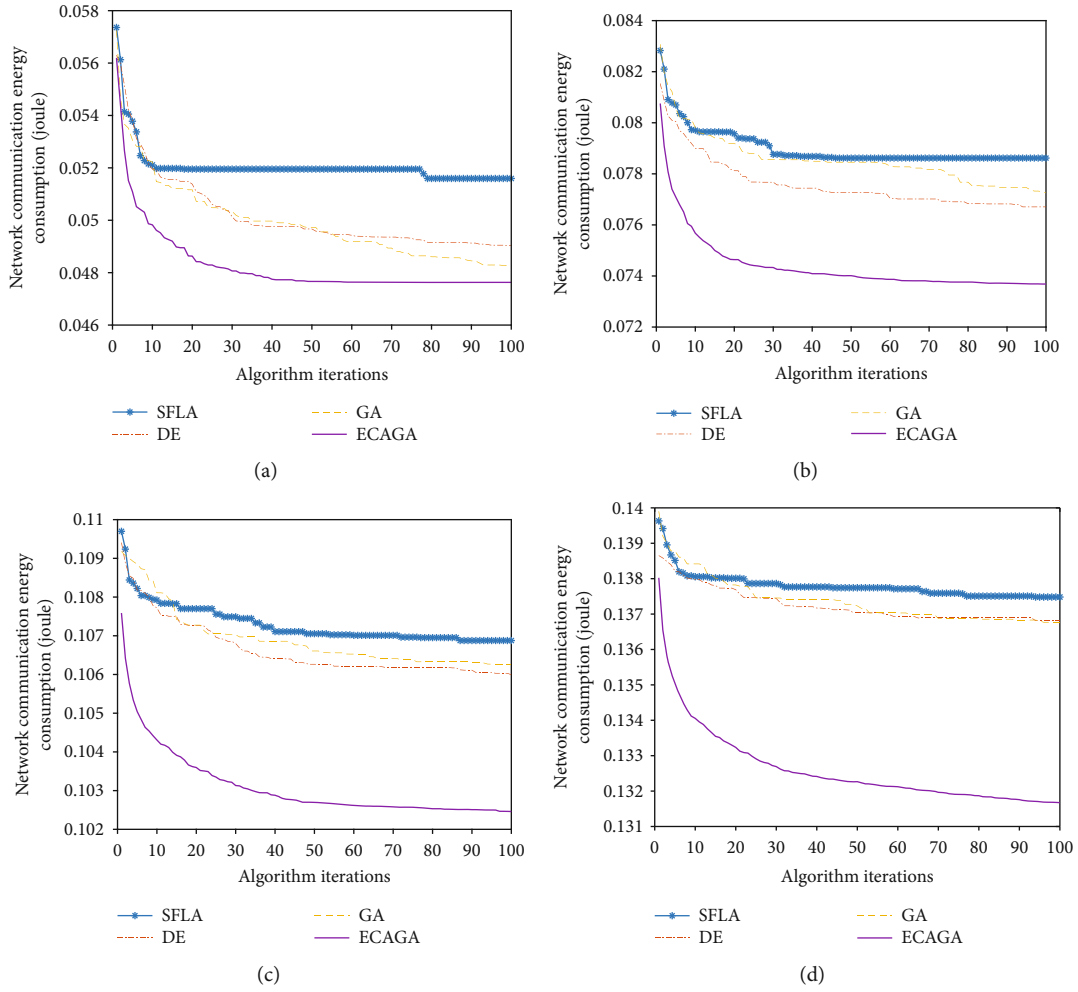 Network communication energy
consumption (joule)
0.058
0.056
0.054
0.052
0.05
0.048
0.046
0 10 20 30 40 50 60 70 80 90 100
Algorithm iterations
SFLA GA
DE ECAGA
(a)
Network communication energy
consumption (joule)
0.084
0.082
0.08
0.078
0.076
0.074
0.072
0 10 20 30 40 50 60 70 80 90 100
Algorithm iterations
SFLA GA
DE ECAGA
(b)
Network communication energy
consumption (joule)
0.11
0.109
0.108
0.107
0.106
0.105
0.104
0.103
0.102
0 10 20 30 40 50 60 70 80 90 100
Algorithm iterations
SFLA GA
DE ECAGA
(c)
Network communication energy
consumption (joule)
0.14
0.139
0.138
0.137
0.136
0.135
0.134
0.133
0.132
0.131
0 10 20 30 40 50 60 70 80 90 100
Algorithm iterations
SFLA GA
DE ECAGA
(d)